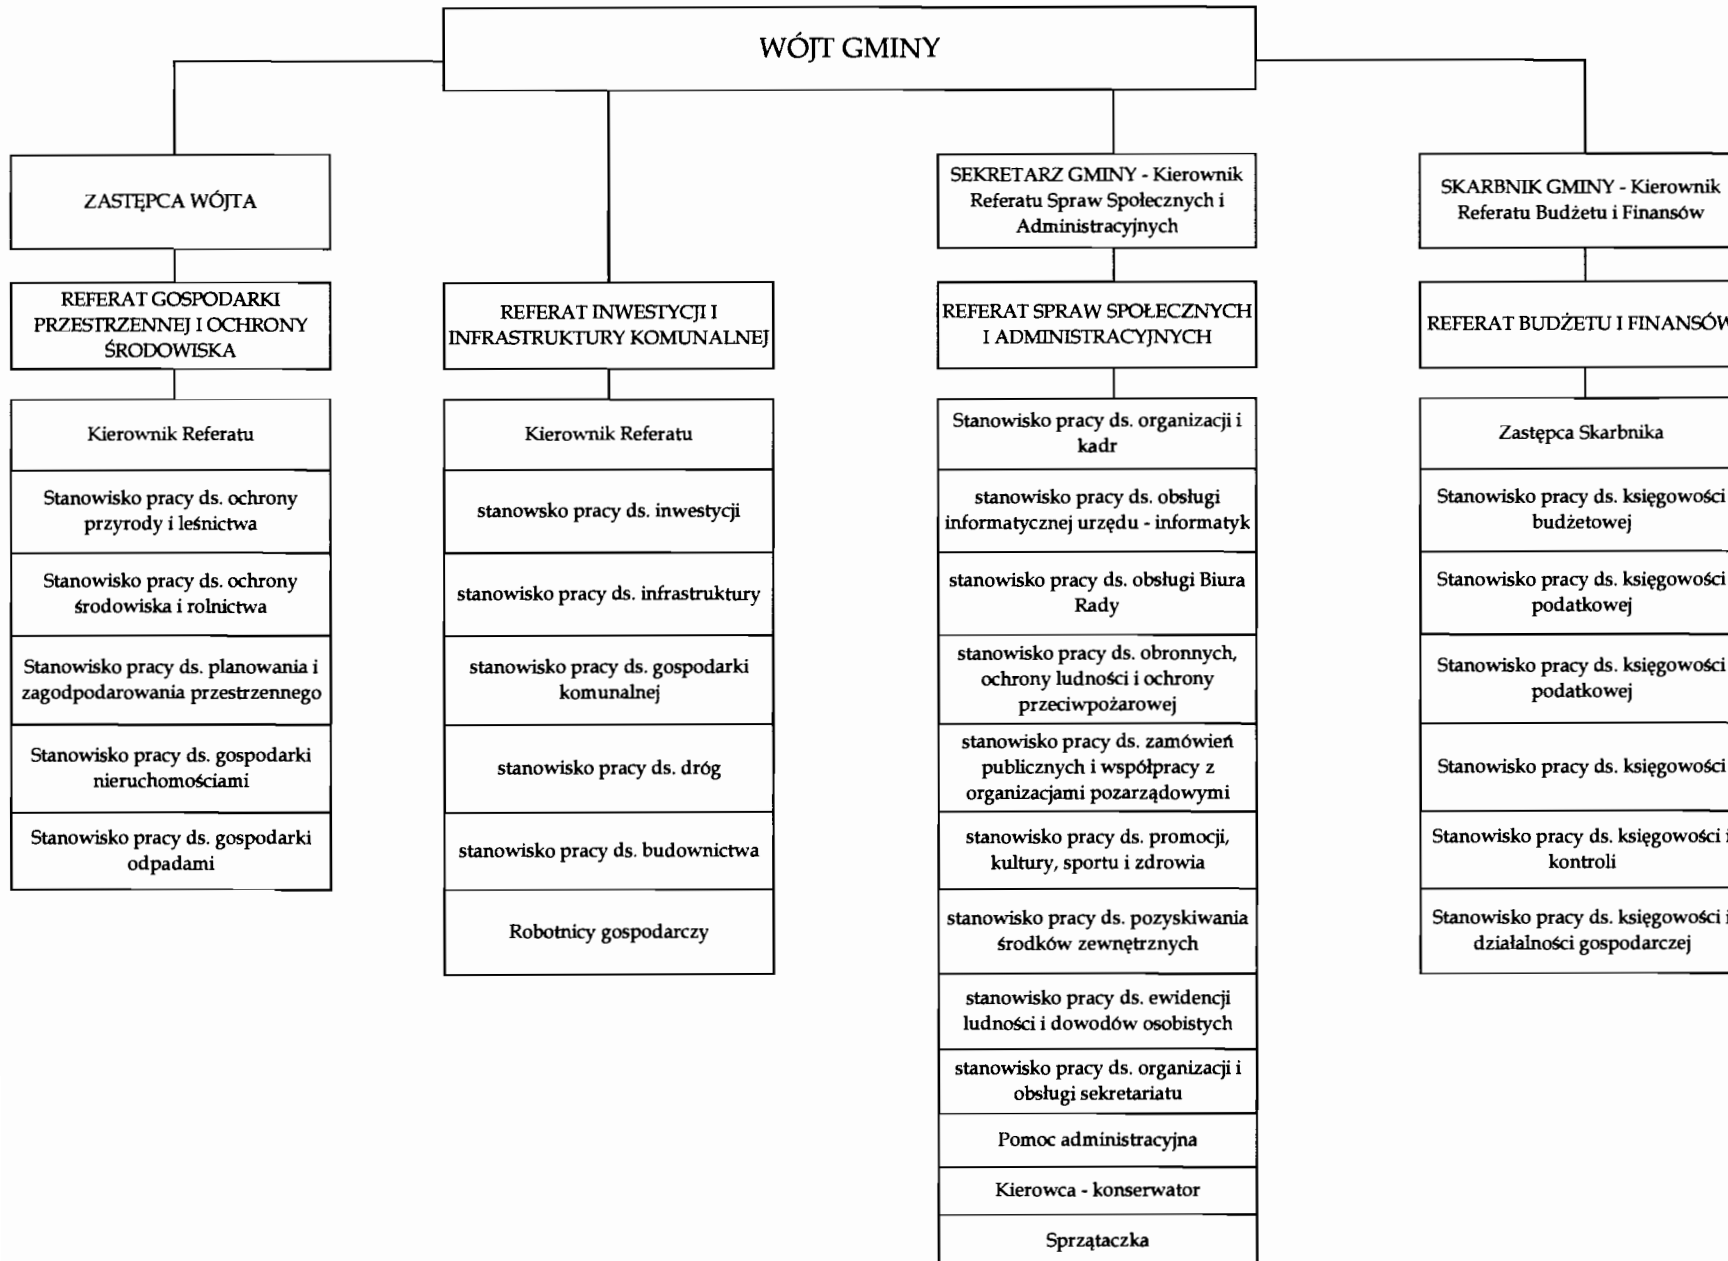 WÓJT GMINY
ZASTĘPCA WÓJTA
REFERAT GOSPODARKI
PRZESTRZENNEJ I OCHRONY
ŚRODOWISKA
Kierownik Referatu
Stanowisko pracy ds. ochrony
przyrody i leśnictwa
Stanowisko pracy ds. ochrony
środowiska i rolnictwa
Stanowisko pracy ds. planowania i
zagodpodarowania przestrzennego
Stanowisko pracy ds. gospodarki
nieruchomościami
Stanowisko pracy ds. gospodarki
odpadami
REFERAT INWESTYCJI I
INFRASTRUKTURY KOMUNALNEJ
Kierownik Referatu
stanowsko pracy ds. inwestycji
stanowisko pracy ds. infrastruktury
stanowisko pracy ds. gospodarki
komunalnej
stanowisko pracy ds. dróg
stanowisko pracy ds. budownictwa
Robotnicy gospodarczy
SEKRETARZ GMINY - Kierownik
Referatu Spraw Społecznych i
Administracyjnych
REFERAT SPRAW SPOŁECZNYCH
I ADMINISTRACYJNYCH
Stanowisko pracy ds. organizacji i
kadr
stanowisko pracy ds. obsługi
informatycznej urzędu - informatyk
stanowisko pracy ds. obsługi Biura
Rady
stanowisko pracy ds. obronnych,
ochrony ludności i ochrony
przeciwpożarowej
stanowisko pracy ds. zamówień
publicznych i współpracy z
organizacjami pozarządowymi
stanowisko pracy ds. promocji,
kultury, sportu i zdrowia
stanowisko pracy ds. pozyskiwania
środków zewnętrznych
stanowisko pracy ds. ewidencji
ludności i dowodów osobistych
stanowisko pracy ds. organizacji i
obsługi sekretariatu
Pomoc administracyjna
Kierowca - konserwator
Sprzątaczka
SKARBNIK GMINY - Kierownik
Referatu Budżetu i Finansów
REFERAT BUDŻETU I FINANSÓW
Zastępca Skarbnika
Stanowisko pracy ds. księgowości
budżetowej
Stanowisko pracy ds. księgowości
podatkowej
Stanowisko pracy ds. księgowości
podatkowej
Stanowisko pracy ds. księgowości
Stanowisko pracy ds. księgowości i
kontroli
Stanowisko pracy ds. księgowości i
działalności gospodarczej